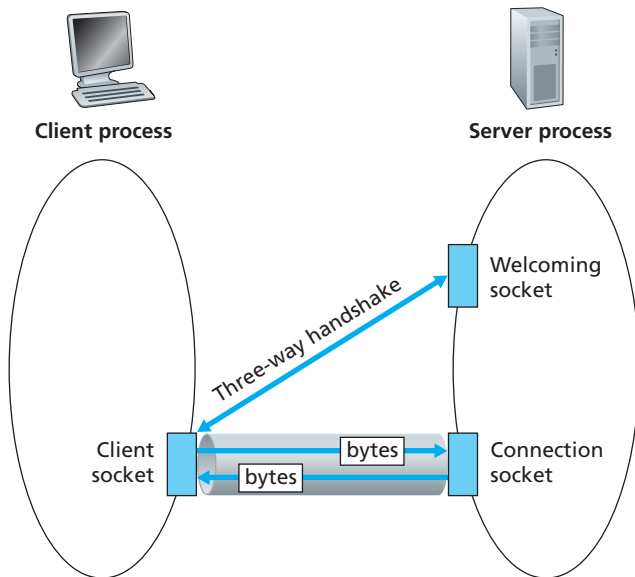 Client process
Server process
Welcoming
socket
Three-way handshake
Client
socket
bytes
bytes
Connection
socket